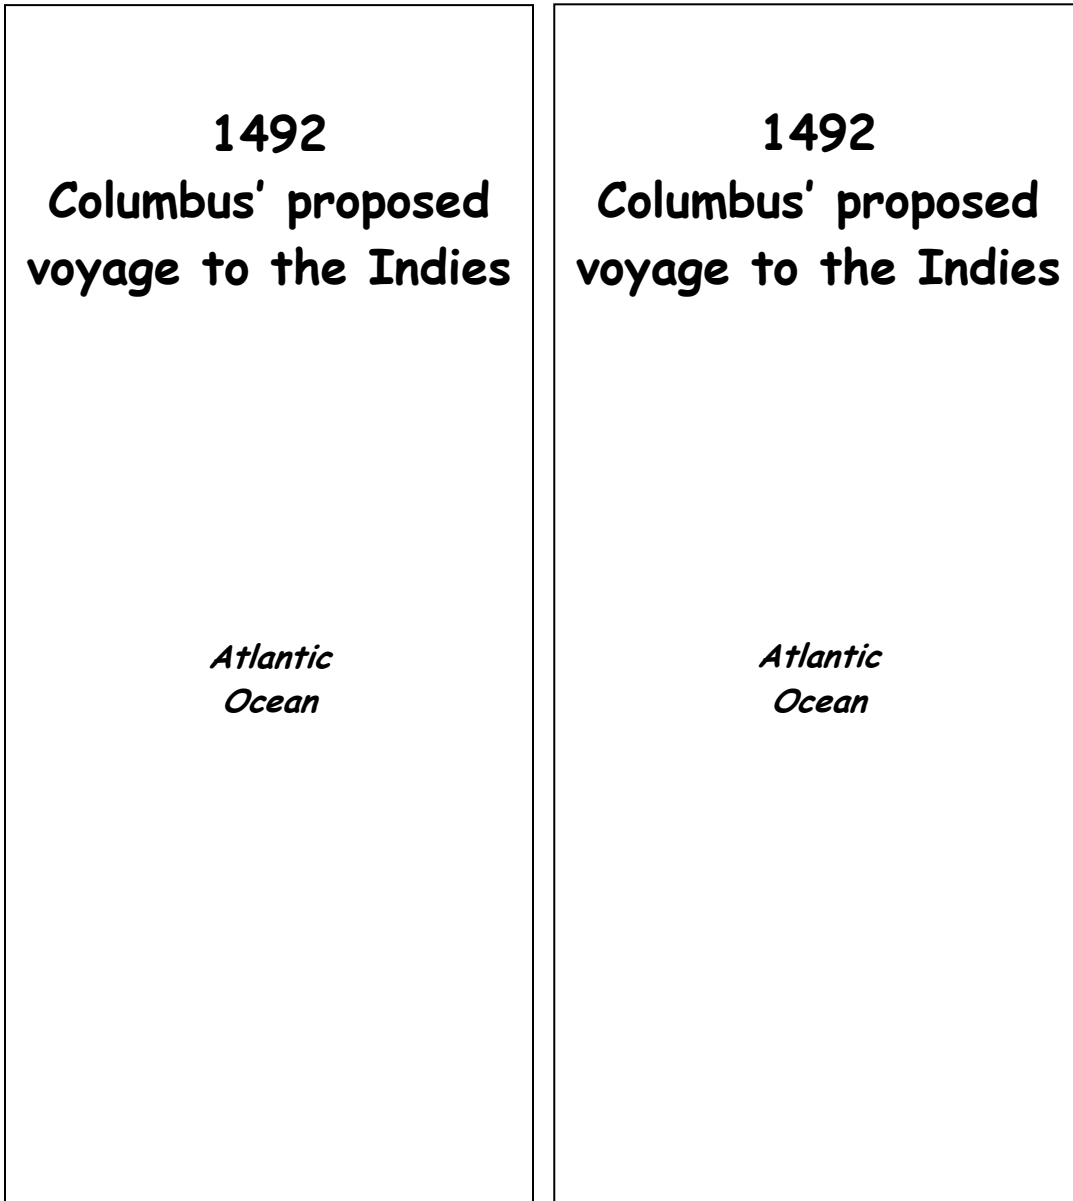 1492
Columbus’ proposed
voyage to the Indies
Atlantic
Ocean
1492
Columbus’ proposed
voyage to the Indies
Atlantic
Ocean